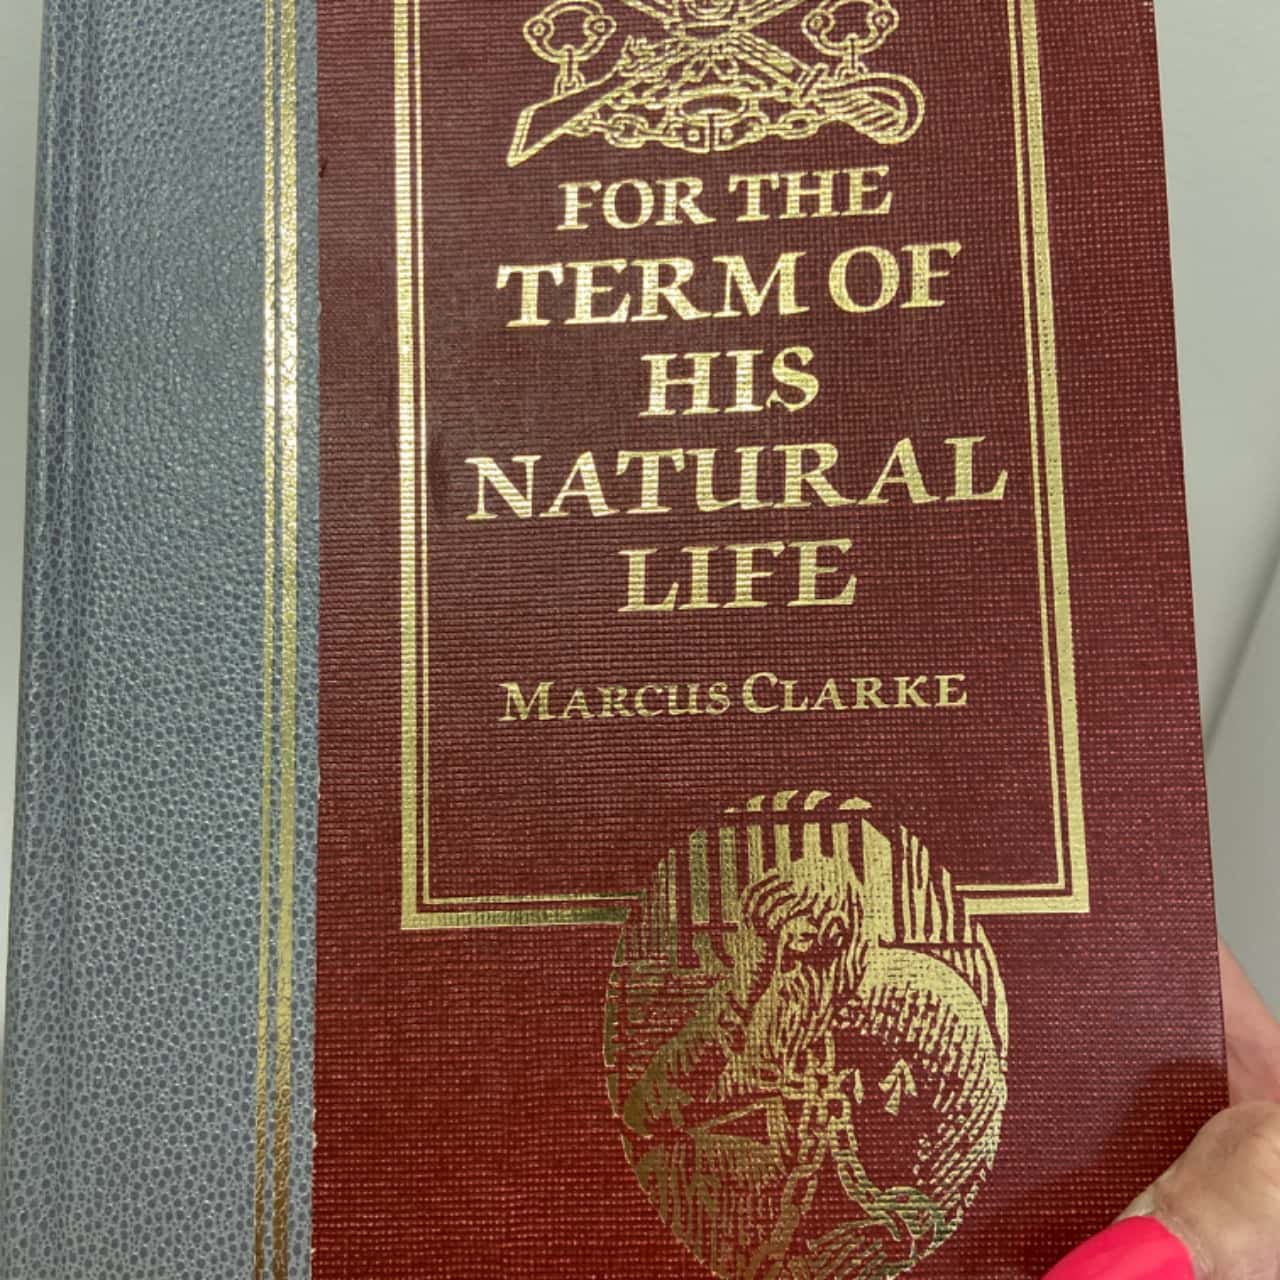 FOR THE
TERM OF
HIS
NATURAL
LIFE
MARCUS CLARKE